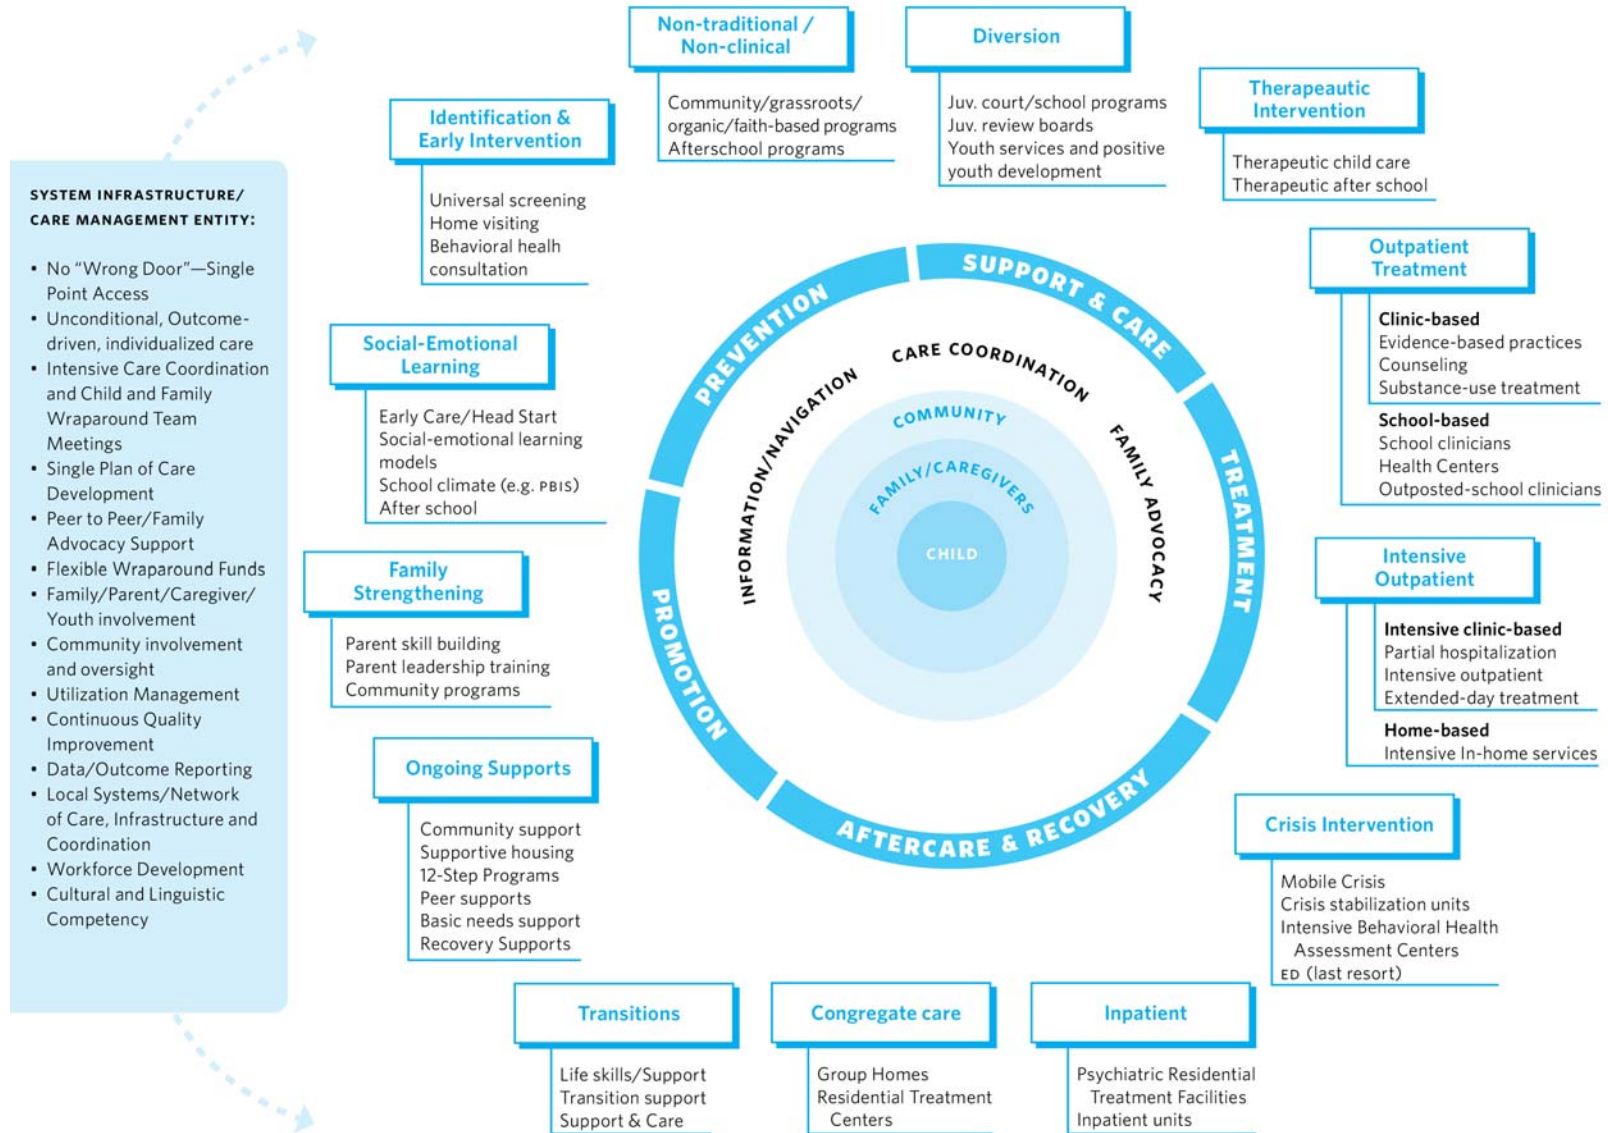 SYSTEM INFRASTRUCTURE/
CARE MANAGEMENT ENTITY:
• No “Wrong Door”—Single
Point Access
• Unconditional, Outcome-
driven, individualized care
• Intensive Care Coordination
and Child and Family
Wraparound Team
Meetings
• Single Plan of Care
Development
• Peer to Peer/Family
Advocacy Support
• Flexible Wraparound Funds
• Family/Parent/Caregiver/
Youth involvement
• Community involvement
and oversight
• Utilization Management
• Continuous Quality
Improvement
• Data/Outcome Reporting
• Local Systems/Network
of Care, Infrastructure and
Coordination
• Workforce Development
• Cultural and Linguistic
Competency
Non-traditional /
Non-clinical
Community/grassroots/
organic/faith-based programs
Afterschool programs
Diversion
Juv. court/school programs
Juv. review boards
Youth services and positive
youth development
Therapeautic
Intervention
Therapeutic child care
Therapeutic after school
Identification &
Early Intervention
Universal screening
Home visiting
Behavioral healh
consultation
Outpatient
Treatment
Clinic-based
Evidence-based practices
Counseling
Substance-use treatment
School-based
School clinicians
Health Centers
Outposted-school clinicians
Social-Emotional
Learning
Early Care/Head Start
Social-emotional learning
models
School climate (e.g. PBIS)
After school
PREVENTION
SUPPORT & CARE
TREATMENT
AFTERCARE & RECOVERY
PROMOTION
INFORMATION/NAVIGATION
CARE COORDINATION
FAMILY ADVOCACY
COMMUNITY
FAMILY/CAREGIVERS
CHILD
Intensive
Outpatient
Intensive clinic-based
Partial hospitalization
Intensive outpatient
Extended-day treatment
Home-based
Intensive In-home services
Family
Strengthening
Parent skill building
Parent leadership training
Community programs
Ongoing Supports
Community support
Supportive housing
12-Step Programs
Peer supports
Basic needs support
Recovery Supports
Crisis Intervention
Mobile Crisis
Crisis stabilization units
Intensive Behavioral Health
Assessment Centers
ED (last resort)
Transitions
Life skills/Support
Transition support
Support & Care
Congregate care
Group Homes
Residential Treatment
Centers
Inpatient
Psychiatric Residential
Treatment Facilities
Inpatient units